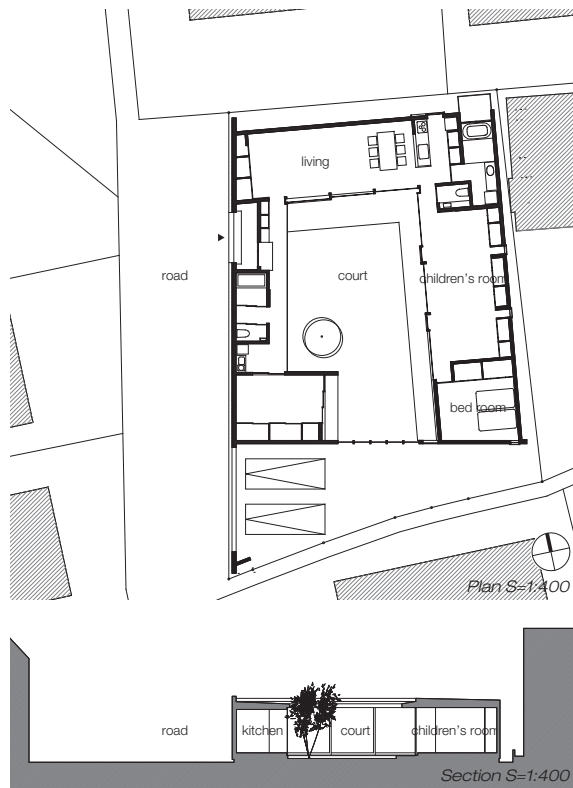 living
road
court
children's room
bed room
Plan S=1:400
road
kitchen
court
children's room
Section S=1:400